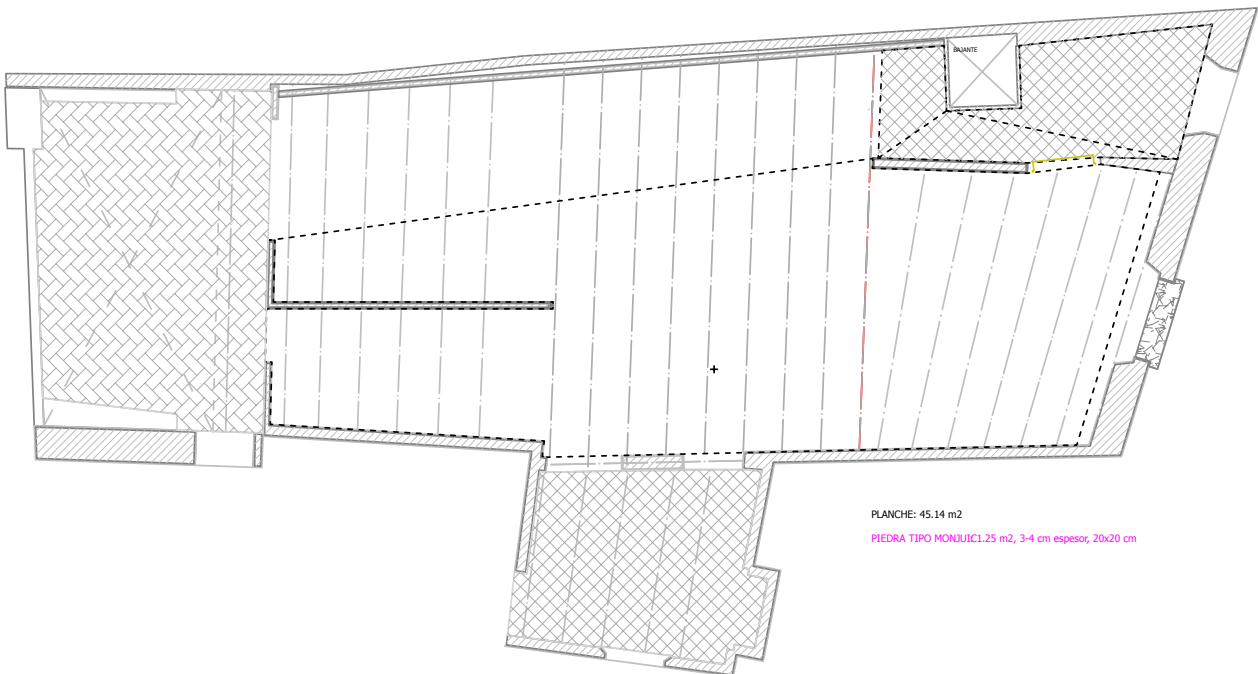 BAJANTE
PLANCHE: 45.14 m2
PIEDRA TIPO MONJUIC1.25 m2, 3-4 cm espesor, 20x20 cm